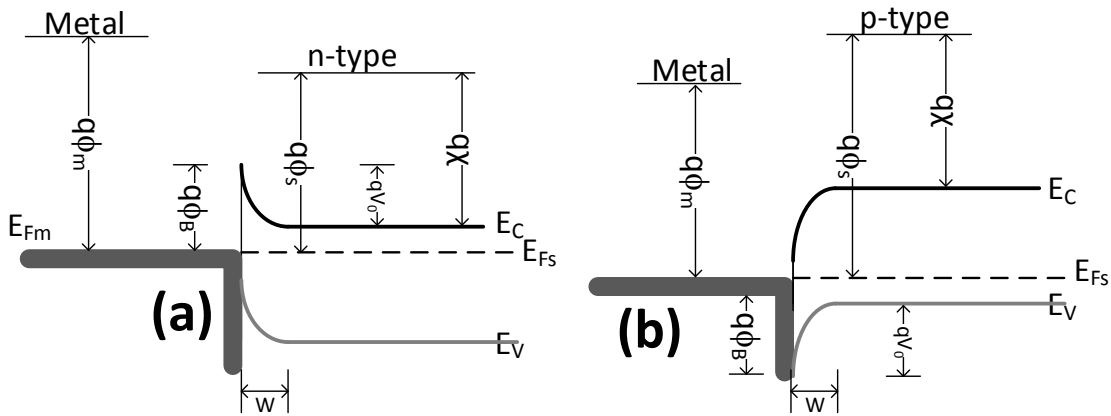 Metal
n-type
qϕm
qϕs
qχ
qϕB
qV0
EFm
EC
EFs
EV
(a)
w
p-type
Metal
qϕm
qϕs
qχ
EC
EFs
EV
(b)
qϕB
qV0
w